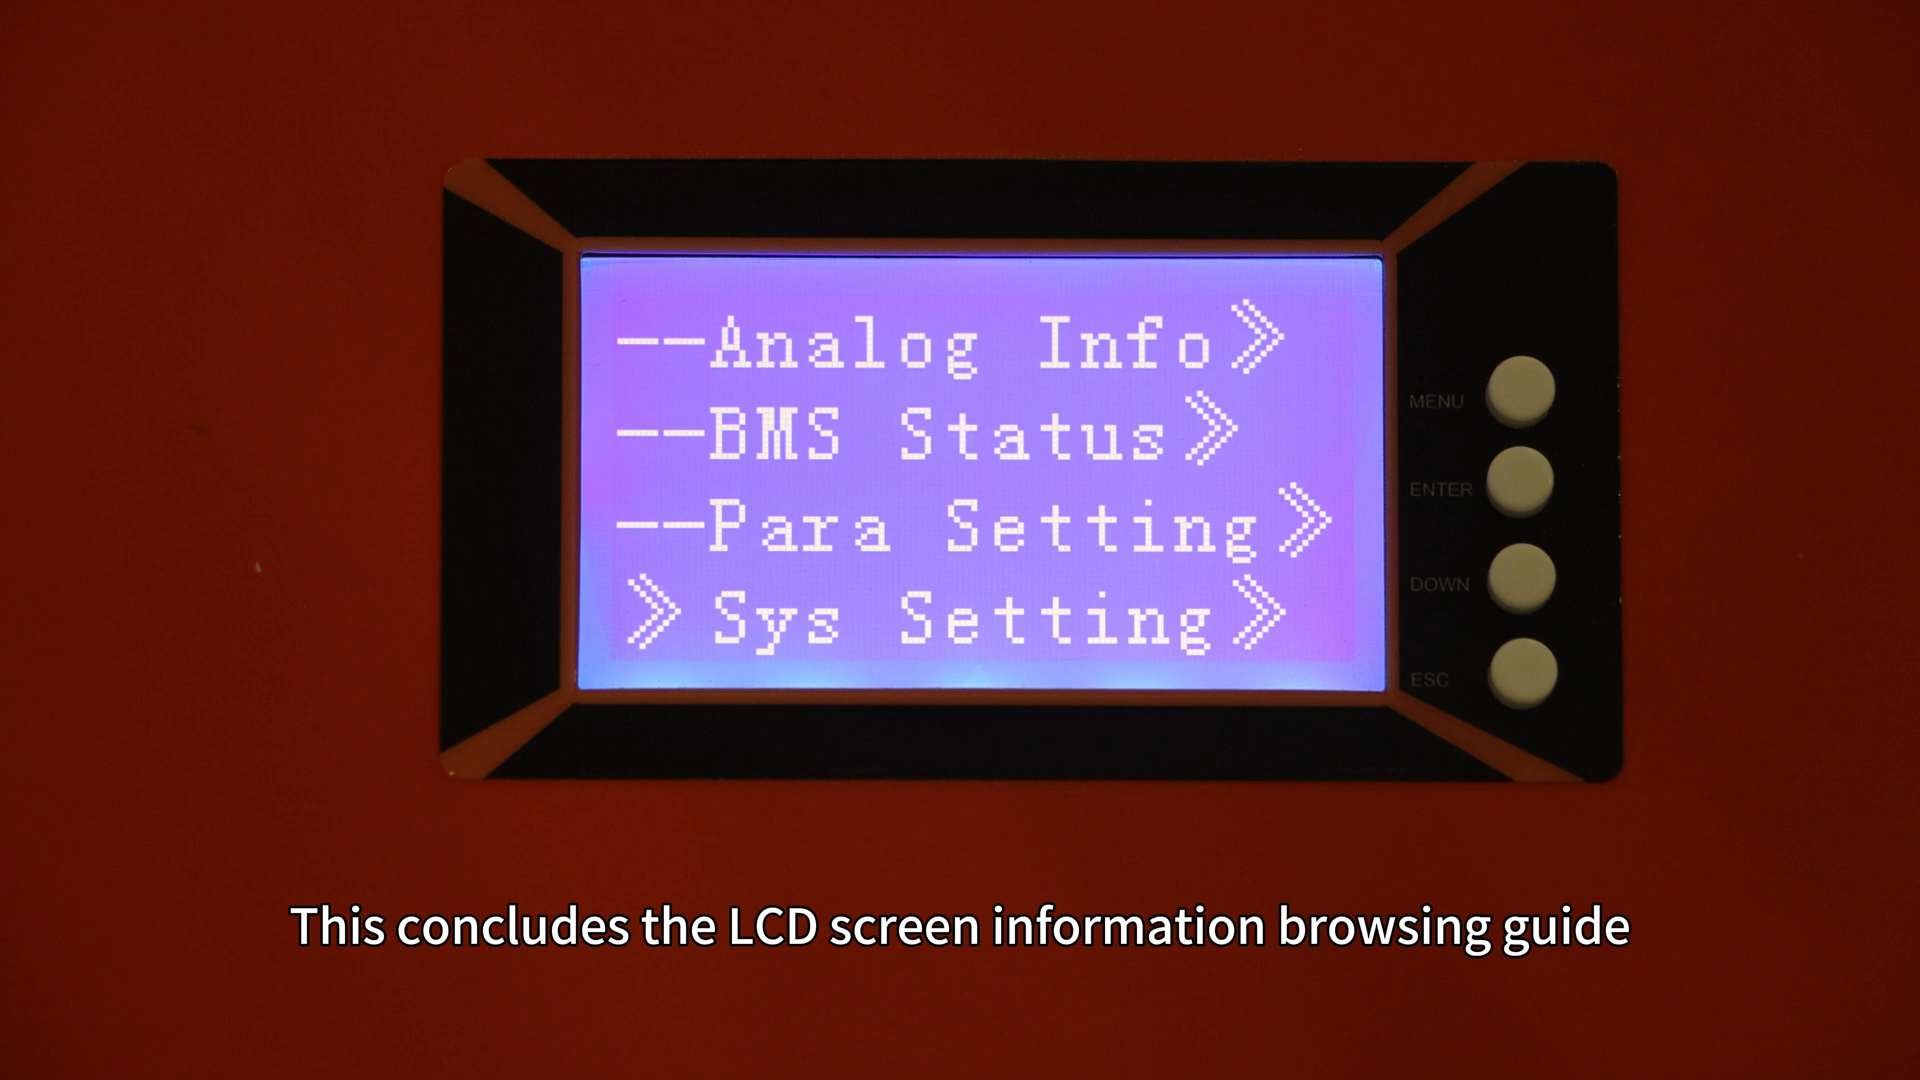 --Analog Info»
--BMS Status»
--Para Setting»
» Sys Setting»
MENU
ENTER
DOWN
ESC
This concludes the LCD screen information browsing guide